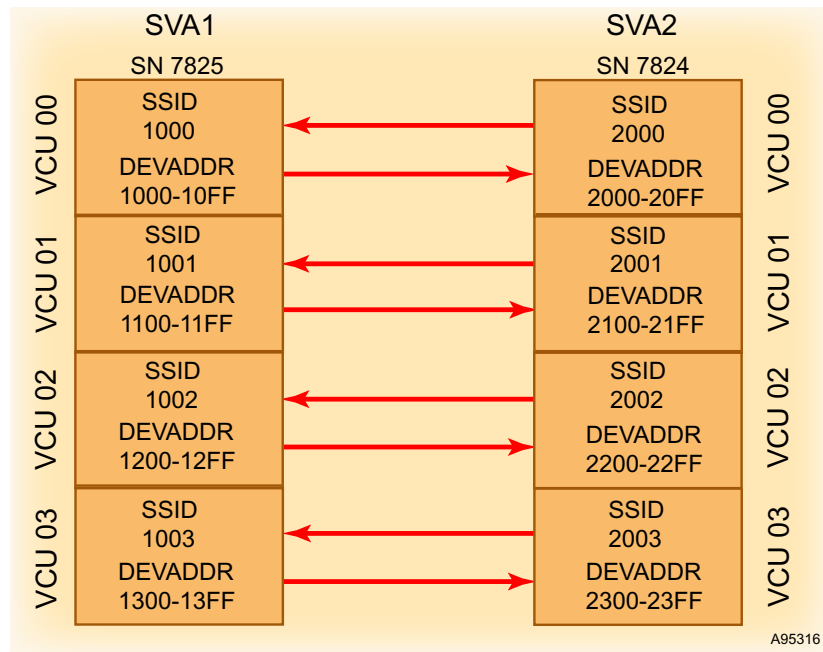 SVA1
SVA2
SN 7825
SN 7824
VCU 00
SSID
1000
DEVADDR
1000-10FF
SSID
2000
DEVADDR
2000-20FF
VCU 00
VCU 01
SSID
1001
DEVADDR
1100-11FF
SSID
2001
DEVADDR
2100-21FF
VCU 01
VCU 02
SSID
1002
DEVADDR
1200-12FF
SSID
2002
DEVADDR
2200-22FF
VCU 02
VCU 03
SSID
1003
DEVADDR
1300-13FF
SSID
2003
DEVADDR
2300-23FF
VCU 03
A95316